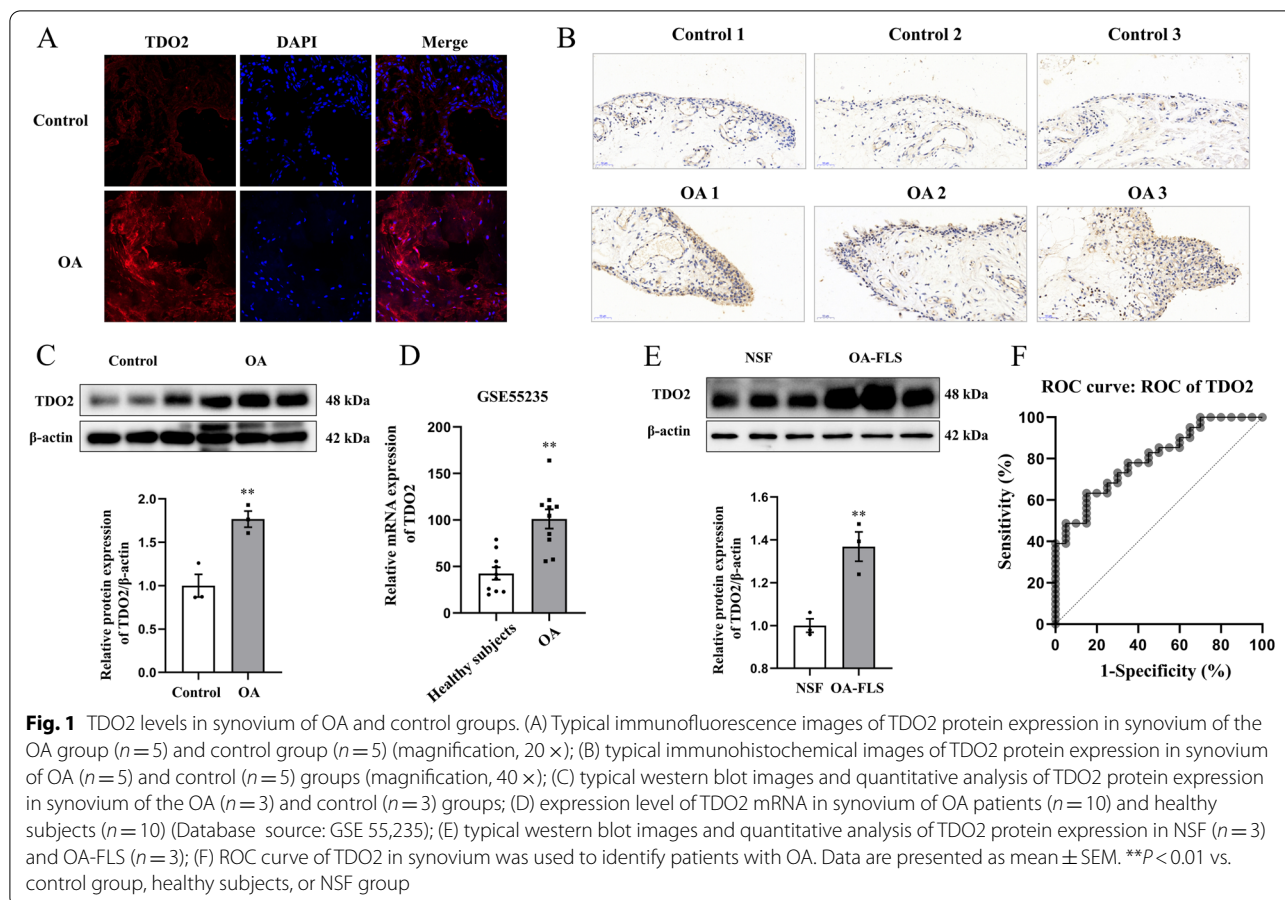 A
TDO2 DAPI Merge
Control
OA
B
Control 1 Control 2 Control 3
OA 1 OA 2 OA 3
C
Control OA
TDO2 48 kDa
β-actin 42 kDa
Relative protein expression
of TDO2/β-actin
2.0
1.5
1.0
0.5
0.0
**
Control OA
D
GSE55235
Relative mRNA expression
of TDO2
200
150
100
50
0
**
Healthy subjects
OA
E
NSF OA-FLS
TDO2 48 kDa
β-actin 42 kDa
Relative protein expression
of TDO2/β-actin
1.6
1.4
1.2
1.0
0.8
**
NSF OA-FLS
F
ROC curve: ROC of TDO2
Sensitivity (%)
100
80
60
40
20
0
0 20 40 60 80 100
1-Specificity (%)
Fig. 1 TDO2 levels in synovium of OA and control groups. (A) Typical immunofluorescence images of TDO2 protein expression in synovium of the
OA group (n = 5) and control group (n = 5) (magnification, 20 ×); (B) typical immunohistochemical images of TDO2 protein expression in synovium
of OA (n = 5) and control (n = 5) groups (magnification, 40 ×); (C) typical western blot images and quantitative analysis of TDO2 protein expression
in synovium of the OA (n = 3) and control (n = 3) groups; (D) expression level of TDO2 mRNA in synovium of OA patients (n = 10) and healthy
subjects (n = 10) (Database source: GSE 55,235); (E) typical western blot images and quantitative analysis of TDO2 protein expression in NSF (n = 3)
and OA-FLS (n = 3); (F) ROC curve of TDO2 in synovium was used to identify patients with OA. Data are presented as mean ± SEM. **P < 0.01 vs.
control group, healthy subjects, or NSF group